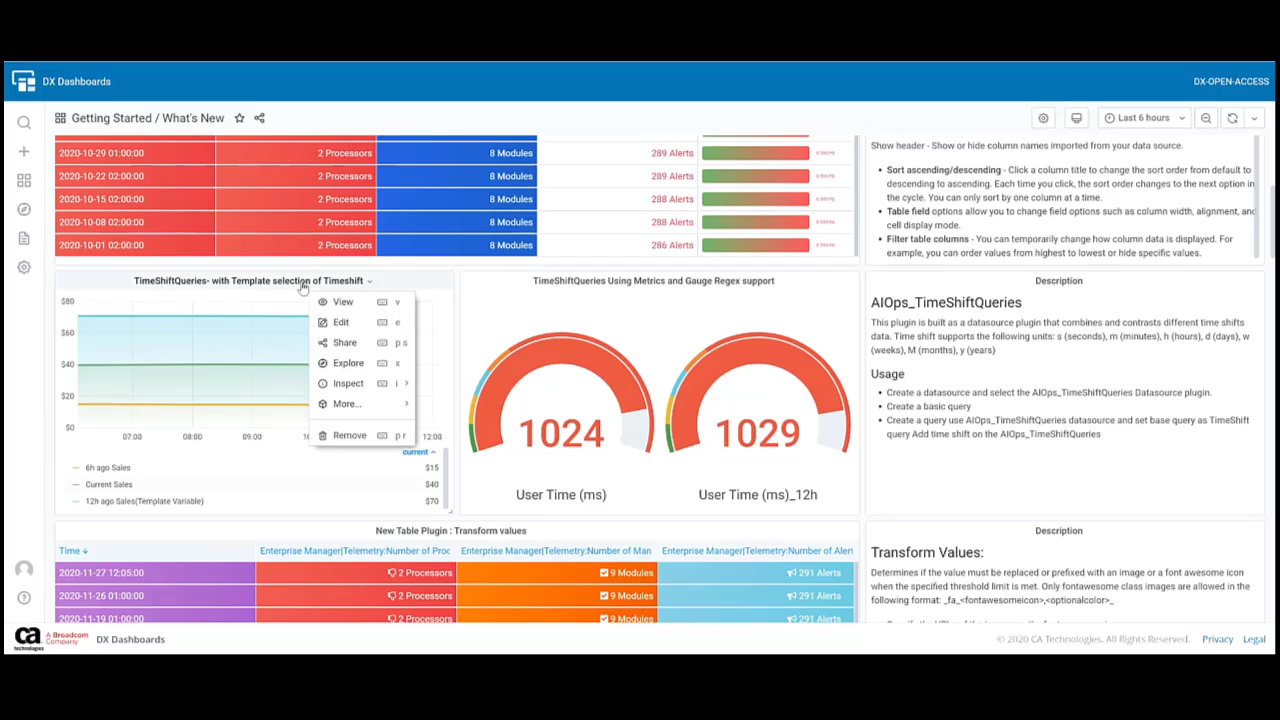 DX Dashboards
DX-OPEN-ACCESS
Getting Started / What's New
Last 6 hours
2020-10-29 01:00:00 2 Processors 8 Modules 289 Alerts
2020-10-22 02:00:00 2 Processors 8 Modules 289 Alerts
2020-10-15 02:00:00 2 Processors 8 Modules 288 Alerts
2020-10-08 02:00:00 2 Processors 8 Modules 288 Alerts
2020-10-01 02:00:00 2 Processors 8 Modules 286 Alerts
Show header - Show or hide column names imported from your data source.
• Sort ascending/descending - Click a column title to change the sort order from default to
descending to ascending. Each time you click, the sort order changes to the next option in
the cycle. You can only sort by one column at a time.
• Table field options allow you to change field options such as column width, alignment, and
cell display mode.
• Filter table columns - You can temporarily change how column data is displayed. For
example, you can order values from highest to lowest or hide specific values.
TimeShiftQueries- with Template selection of Timeshift
$80
$60
$40
$20
$0
07:00 08:00 09:00 12:00
View v
Edit e
Share p s
Explore x
Inspect i
More...
Remove p r
current
6h ago Sales $15
Current Sales $40
12h ago Sales(Template Variable) $70
TimeShiftQueries Using Metrics and Gauge Regex support
1024
User Time (ms)
1029
User Time (ms)_12h
Description
AIOps_TimeShiftQueries
This plugin is built as a datasource plugin that combines and contrasts different time shifts
data. Time shift supports the following units: s (seconds), m (minutes), h (hours), d (days), w
(weeks), M (months), y (years)
Usage
• Create a datasource and select the AIOps_TimeShiftQueries Datasource plugin.
• Create a basic query
• Create a query use AIOps_TimeShiftQueries datasource and set base query as TimeShift
query Add time shift on the AIOps_TimeShiftQueries
New Table Plugin : Transform values
Time Enterprise Manager|Telemetry:Number of Proc Enterprise Manager|Telemetry:Number of Man Enterprise Manager|Telemetry:Number of Alert
2020-11-27 12:05:00 2 Processors 9 Modules 291 Alerts
2020-11-26 01:00:00 2 Processors 9 Modules 291 Alerts
2020-11-19 01:00:00 2 Processors 9 Modules 291 Alerts
Description
Transform Values:
Determines if the value must be replaced or prefixed with an image or a font awesome icon
when the specified threshold limit is met. Only fontawesome class images are allowed in the
following format: _fa_<fontawesomeicon>,<optionalcolor>_
ca technologies A Broadcom Company
DX Dashboards
© 2020 CA Technologies. All Rights Reserved. Privacy Legal